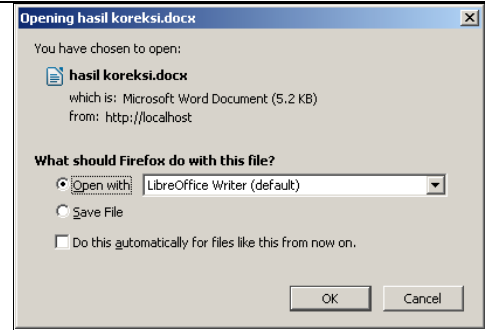 Opening hasil koreksi.docx
You have chosen to open:
hasil koreksi.docx
which is: Microsoft Word Document (5.2 KB)
from: http://localhost
What should Firefox do with this file?
Open with LibreOffice Writer (default)
Save File
Do this automatically for files like this from now on.
OK Cancel